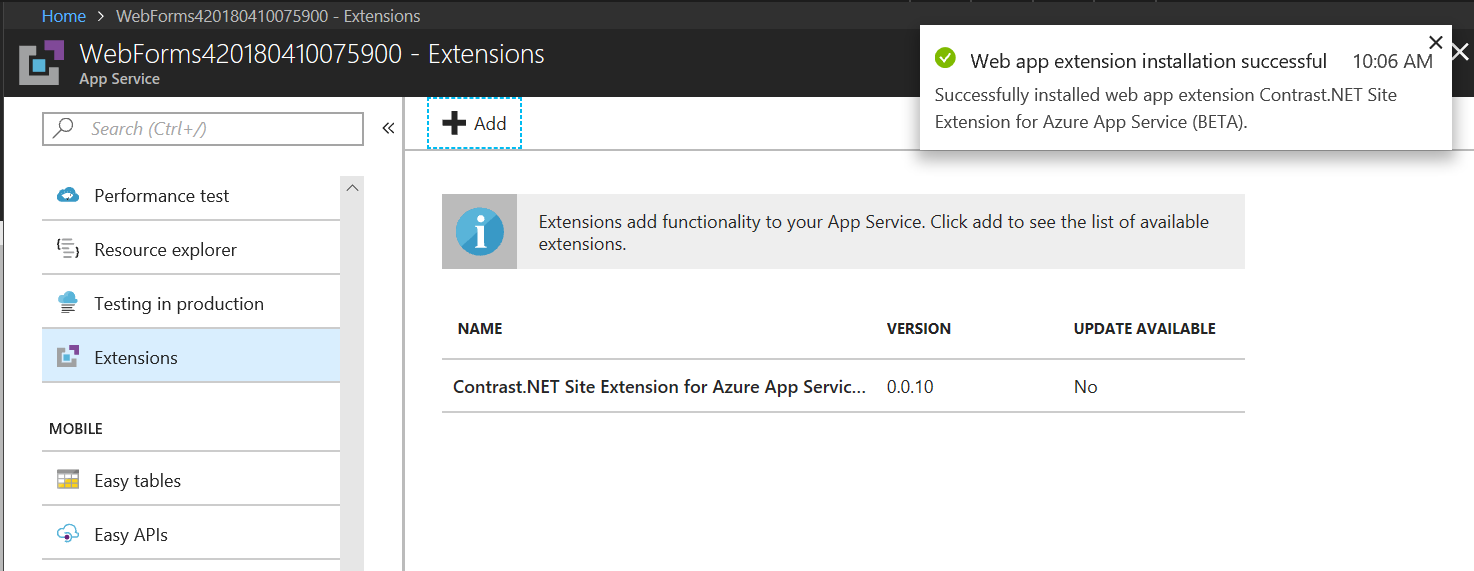 Home > WebForms420180410075900 - Extensions
WebForms420180410075900 - Extensions
App Service
Web app extension installation successful 10:06 AM
Successfully installed web app extension Contrast.NET Site
Extension for Azure App Service (BETA).
Search (Ctrl+/)
Performance test
Resource explorer
Testing in production
Extensions
MOBILE
Easy tables
Easy APIs
Add
Extensions add functionality to your App Service. Click add to see the list of available
extensions.
NAME VERSION UPDATE AVAILABLE
Contrast.NET Site Extension for Azure App Servic... 0.0.10 No